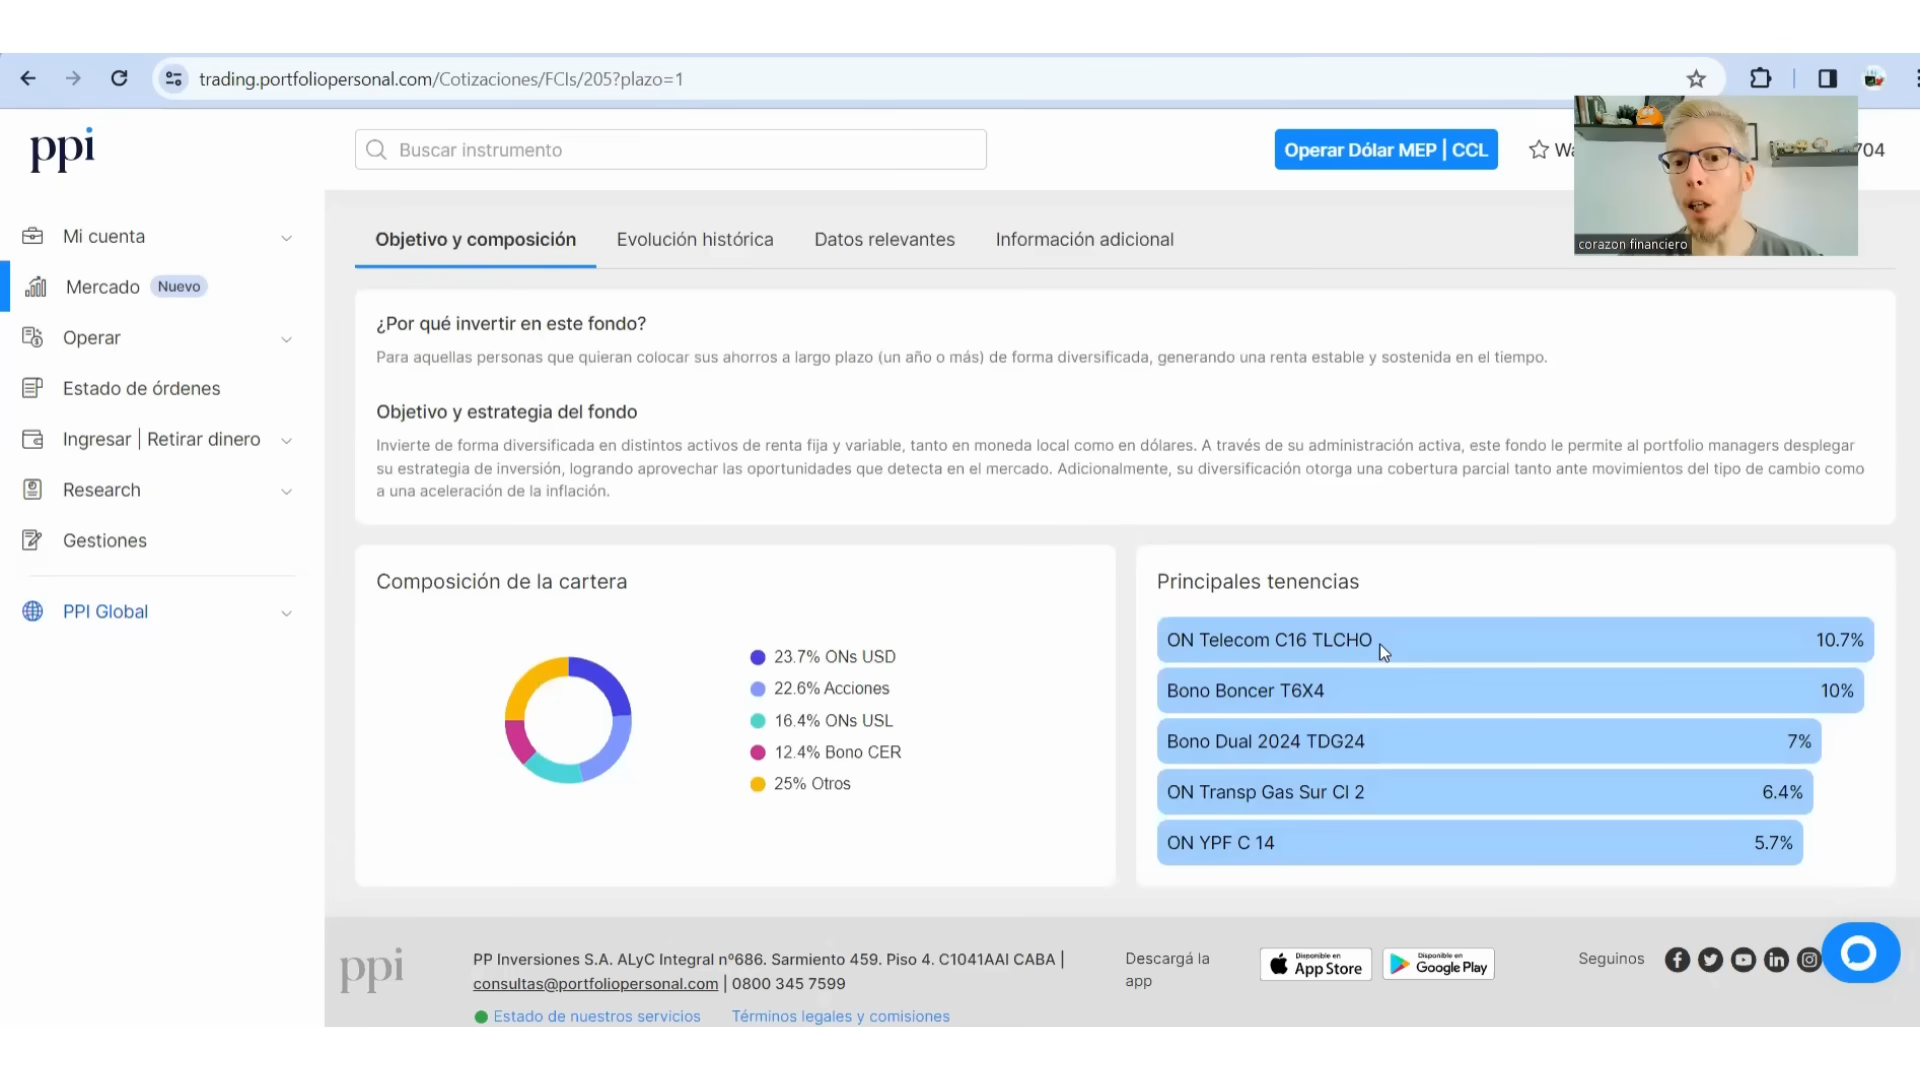 trading.portfoliopersonal.com/Cotizaciones/FCIs/205?plazo=1
ppi
Buscar instrumento
Operar Dólar MEP | CCL
704
corazon financiero
Mi cuenta
Mercado Nuevo
Operar
Estado de órdenes
Ingresar | Retirar dinero
Research
Gestiones
PPI Global
Objetivo y composición
Evolución histórica
Datos relevantes
Información adicional
¿Por qué invertir en este fondo?
Para aquellas personas que quieran colocar sus ahorros a largo plazo (un año o más) de forma diversificada, generando una renta estable y sostenida en el tiempo.
Objetivo y estrategia del fondo
Invierte de forma diversificada en distintos activos de renta fija y variable, tanto en moneda local como en dólares. A través de su administración activa, este fondo le permite al portfolio managers desplegar
su estrategia de inversión, logrando aprovechar las oportunidades que detecta en el mercado. Adicionalmente, su diversificación otorga una cobertura parcial tanto ante movimientos del tipo de cambio como
a una aceleración de la inflación.
Composición de la cartera
23.7% ONs USD
22.6% Acciones
16.4% ONs USL
12.4% Bono CER
25% Otros
Principales tenencias
ON Telecom C16 TLCHO 10.7%
Bono Boncer T6X4 10%
Bono Dual 2024 TDG24 7%
ON Transp Gas Sur Cl 2 6.4%
ON YPF C 14 5.7%
ppi
PP Inversiones S.A. ALyC Integral nº686. Sarmiento 459. Piso 4. C1041AAI CABA |
consultas@portfoliopersonal.com | 0800 345 7599
Estado de nuestros servicios
Términos legales y comisiones
Descargá la
app
Disponible en
App Store
Disponible en
Google Play
Seguinos